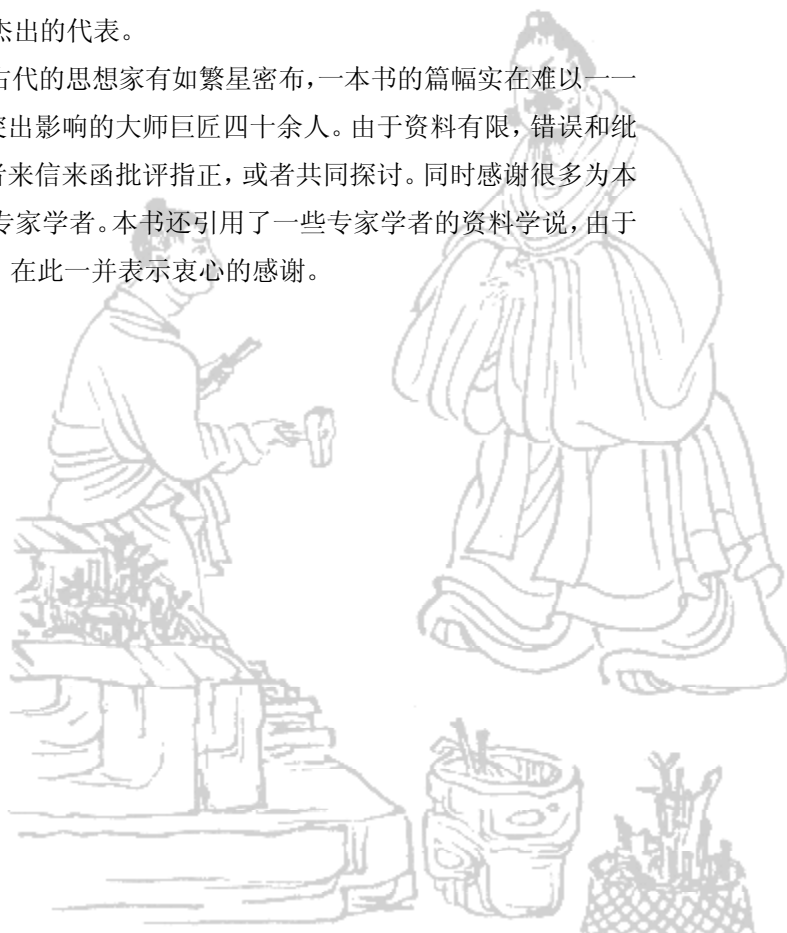 杰出的代表。
古代的思想家有如繁星密布,一本书的篇幅实在难以一一
突出影响的大师巨匠四十余人。由于资料有限,错误和纰
者来信来函批评指正,或者共同探讨。同时感谢很多为本
专家学者。本书还引用了一些专家学者的资料学说,由于
在此一并表示衷心的感谢。